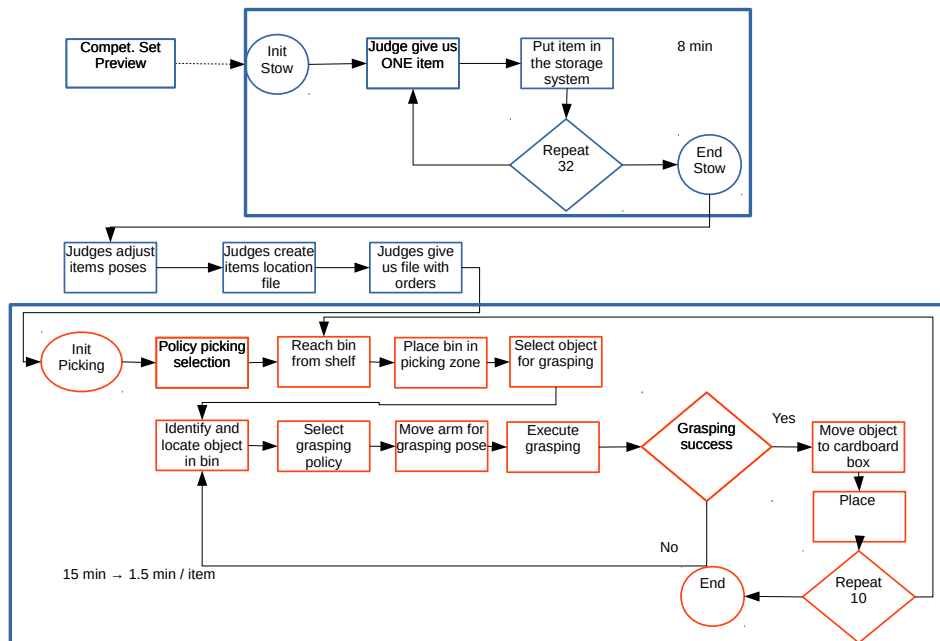 Compet. Set
Preview
Init
Stow
Judge give us
ONE item
Put item in
the storage
system
8 min
Repeat
32
End
Stow
Judges adjust
items poses
Judges create
items location
file
Judges give
us file with
orders
Init
Picking
Policy picking
selection
Reach bin
from shelf
Place bin in
picking zone
Select object
for grasping
Identify and
locate object
in bin
Select
grasping
policy
Move arm for
grasping pose
Execute
grasping
Grasping
success
Yes
Move object
to cardboard
box
Place
No
15 min → 1.5 min / item
End
Repeat
10